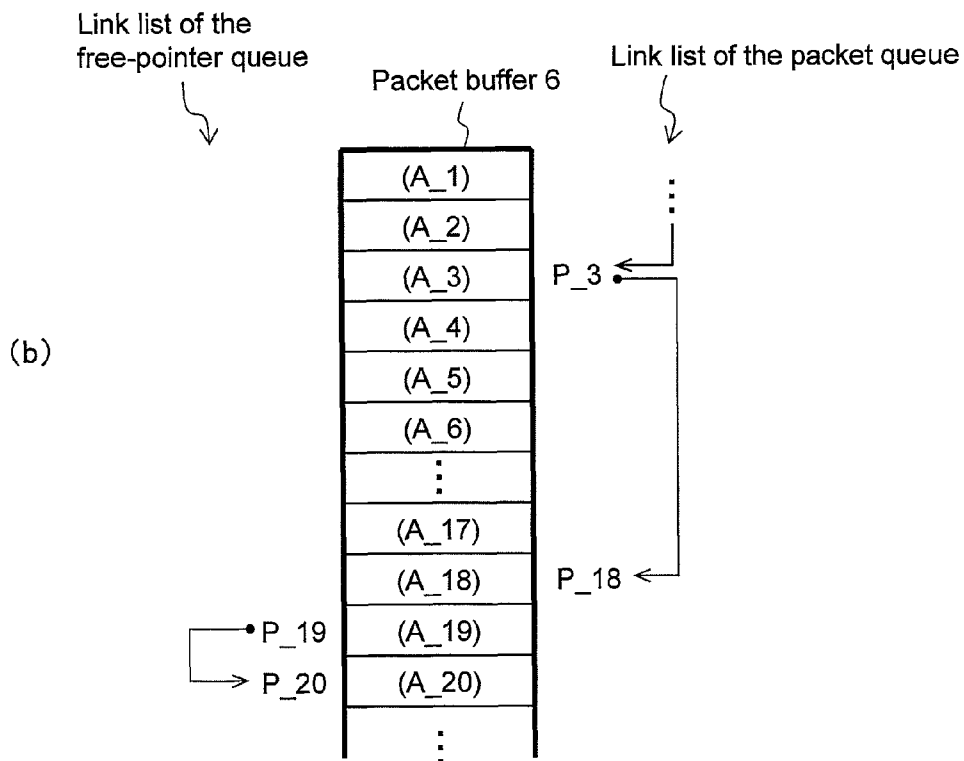 Link list of the
free-pointer queue
Packet buffer 6
Link list of the packet queue
(A_1)
(A_2)
(A_3)
P_3
(A_4)
(b)
(A_5)
(A_6)
(A_17)
(A_18)
P_18
P_19
(A_19)
P_20
(A_20)